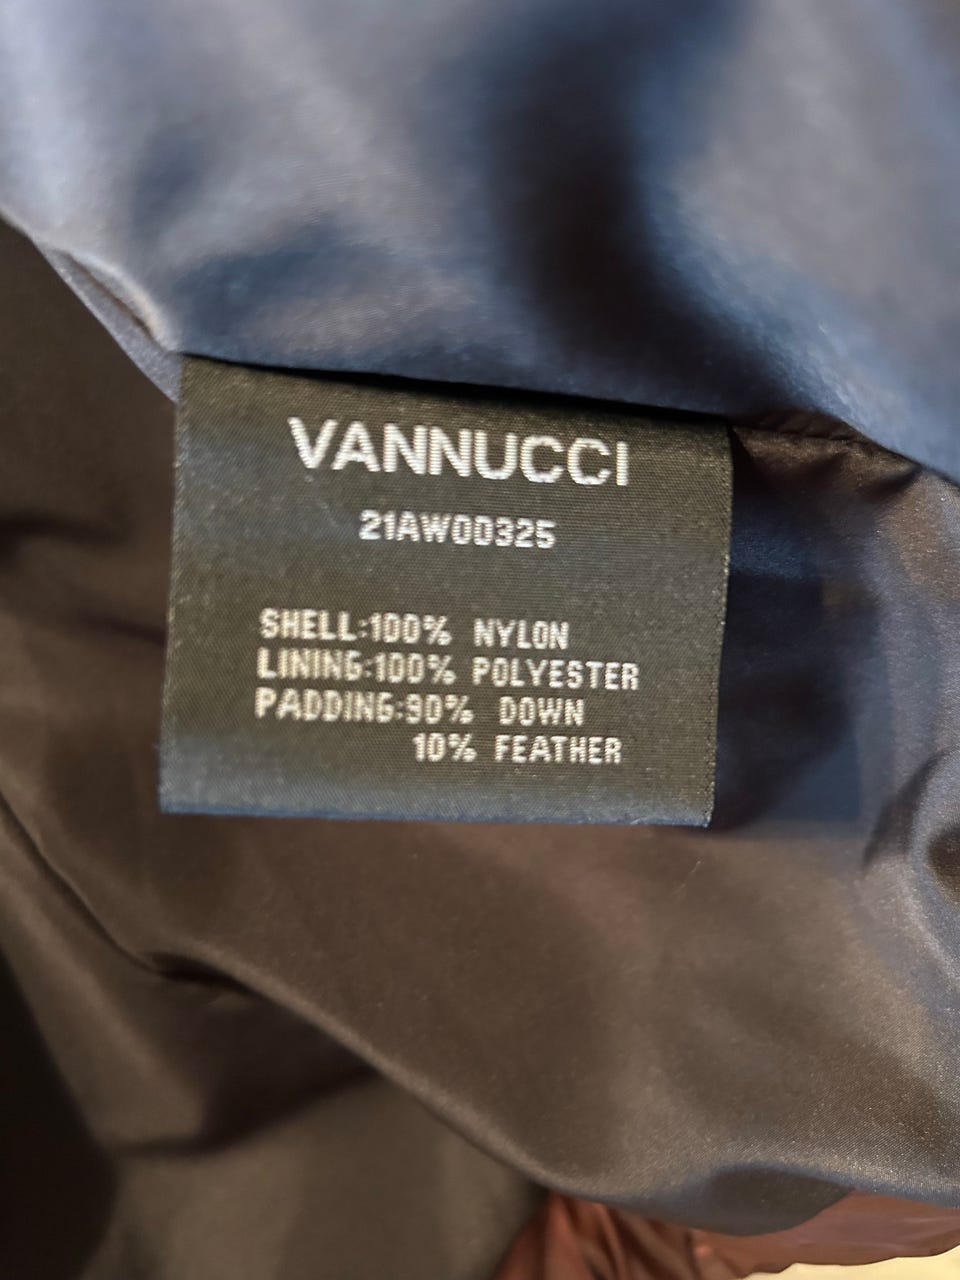 VANNUCCI
21AW00325
SHELL:100% NYLON
LINING:100% POLYESTER
PADDING:90% DOWN
10% FEATHER